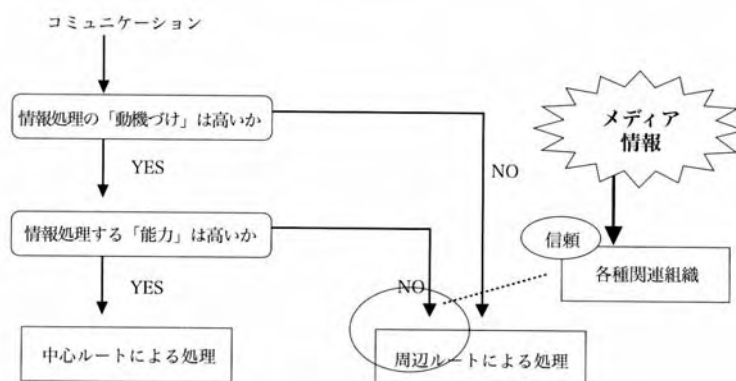 コミュニケーション
情報処理の「動機づけ」は高いか
メディア
情報
YES
NO
情報処理する「能力」は高いか
信頼
各種関連組織
YES
NO
中心ルートによる処理
周辺ルートによる処理